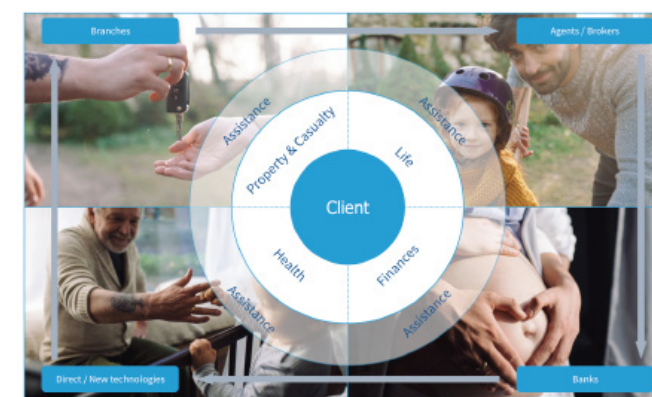 Branches
Agents / Brokers
Assistance
Assistance
Property & Casualty
Life
Client
Health
Finances
Assistance
Assistance
Direct / New technologies
Banks